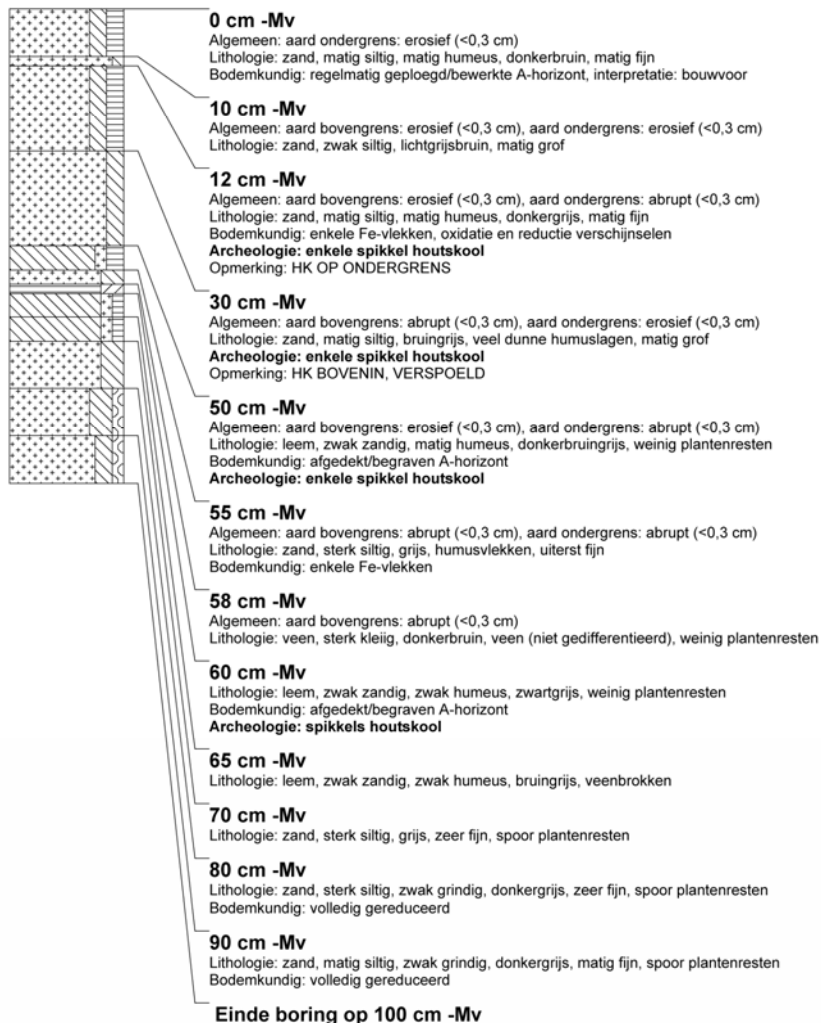 0 cm -Mv
Algemeen: aard ondergrens: erosief (<0,3 cm)
Lithologie: zand, matig siltig, matig humeus, donkerbruin, matig fijn
Bodemkundig: regelmatig geploegd/bewerkte A-horizont, interpretatie: bouwvoor
10 cm -Mv
Algemeen: aard bovengrens: erosief (<0,3 cm), aard ondergrens: erosief (<0,3 cm)
Lithologie: zand, zwak siltig, lichtgrijsbruin, matig grof
12 cm -Mv
Algemeen: aard bovengrens: erosief (<0,3 cm), aard ondergrens: abrupt (<0,3 cm)
Lithologie: zand, matig siltig, matig humeus, donkergrijs, matig fijn
Bodemkundig: enkele Fe-vlekken, oxidatie en reductie verschijnselen
Archeologie: enkele spikkel houtskool
Opmerking: HK OP ONDERGRENS
30 cm -Mv
Algemeen: aard bovengrens: abrupt (<0,3 cm), aard ondergrens: erosief (<0,3 cm)
Lithologie: zand, matig siltig, bruingrijs, veel dunne humuslagen, matig grof
Archeologie: enkele spikkel houtskool
Opmerking: HK BOVENIN, VERSPOELD
50 cm -Mv
Algemeen: aard bovengrens: erosief (<0,3 cm), aard ondergrens: abrupt (<0,3 cm)
Lithologie: leem, zwak zandig, matig humeus, donkerbruingrijs, weinig plantenresten
Bodemkundig: afgedekt/begraven A-horizont
Archeologie: enkele spikkel houtskool
55 cm -Mv
Algemeen: aard bovengrens: abrupt (<0,3 cm), aard ondergrens: abrupt (<0,3 cm)
Lithologie: zand, sterk siltig, grijs, humusvlekken, uiterst fijn
Bodemkundig: enkele Fe-vlekken
58 cm -Mv
Algemeen: aard bovengrens: abrupt (<0,3 cm)
Lithologie: veen, sterk kleiig, donkerbruin, veen (niet gedifferentieerd), weinig plantenresten
60 cm -Mv
Lithologie: leem, zwak zandig, zwak humeus, zwartgrijs, weinig plantenresten
Bodemkundig: afgedekt/begraven A-horizont
Archeologie: spikkels houtskool
65 cm -Mv
Lithologie: leem, zwak zandig, zwak humeus, bruingrijs, veenbrokken
70 cm -Mv
Lithologie: zand, sterk siltig, grijs, zeer fijn, spoor plantenresten
80 cm -Mv
Lithologie: zand, sterk siltig, zwak grindig, donkergrijs, zeer fijn, spoor plantenresten
Bodemkundig: volledig gereduceerd
90 cm -Mv
Lithologie: zand, matig siltig, zwak grindig, donkergrijs, matig fijn, spoor plantenresten
Bodemkundig: volledig gereduceerd
Einde boring op 100 cm -Mv